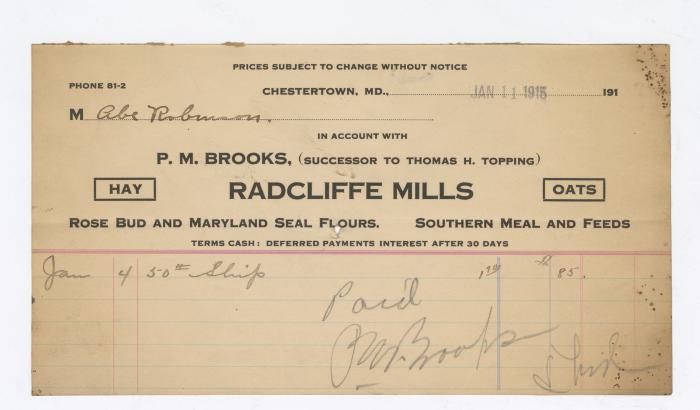 PRICES SUBJECT TO CHANGE WITHOUT NOTICE
PHONE 81-2
CHESTERTOWN, MD., JAN 11 1915 191
M Abe Robinson.
IN ACCOUNT WITH
P. M. BROOKS, (SUCCESSOR TO THOMAS H. TOPPING)
HAY RADCLIFFE MILLS OATS
ROSE BUD AND MARYLAND SEAL FLOURS. SOUTHERN MEAL AND FEEDS
TERMS CASH: DEFERRED PAYMENTS INTEREST AFTER 30 DAYS
Jan 4 50# Ship 1.70 85.
Paid
P.M. Brooks